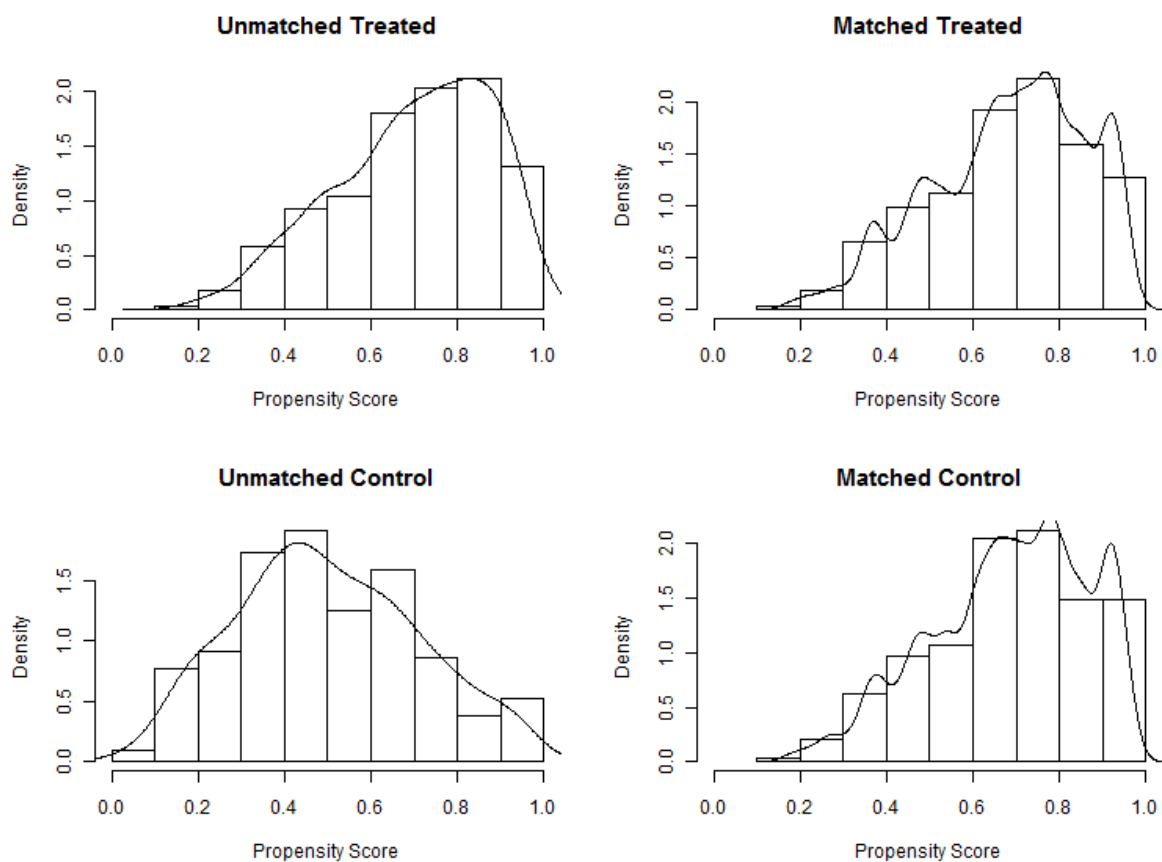 Unmatched Treated
Density
0.0 0.5 1.0 1.5 2.0
0.0 0.2 0.4 0.6 0.8 1.0
Propensity Score
Matched Treated
Density
0.0 0.5 1.0 1.5 2.0
0.0 0.2 0.4 0.6 0.8 1.0
Propensity Score
Unmatched Control
Density
0.0 0.5 1.0 1.5
0.0 0.2 0.4 0.6 0.8 1.0
Propensity Score
Matched Control
Density
0.0 0.5 1.0 1.5 2.0
0.0 0.2 0.4 0.6 0.8 1.0
Propensity Score